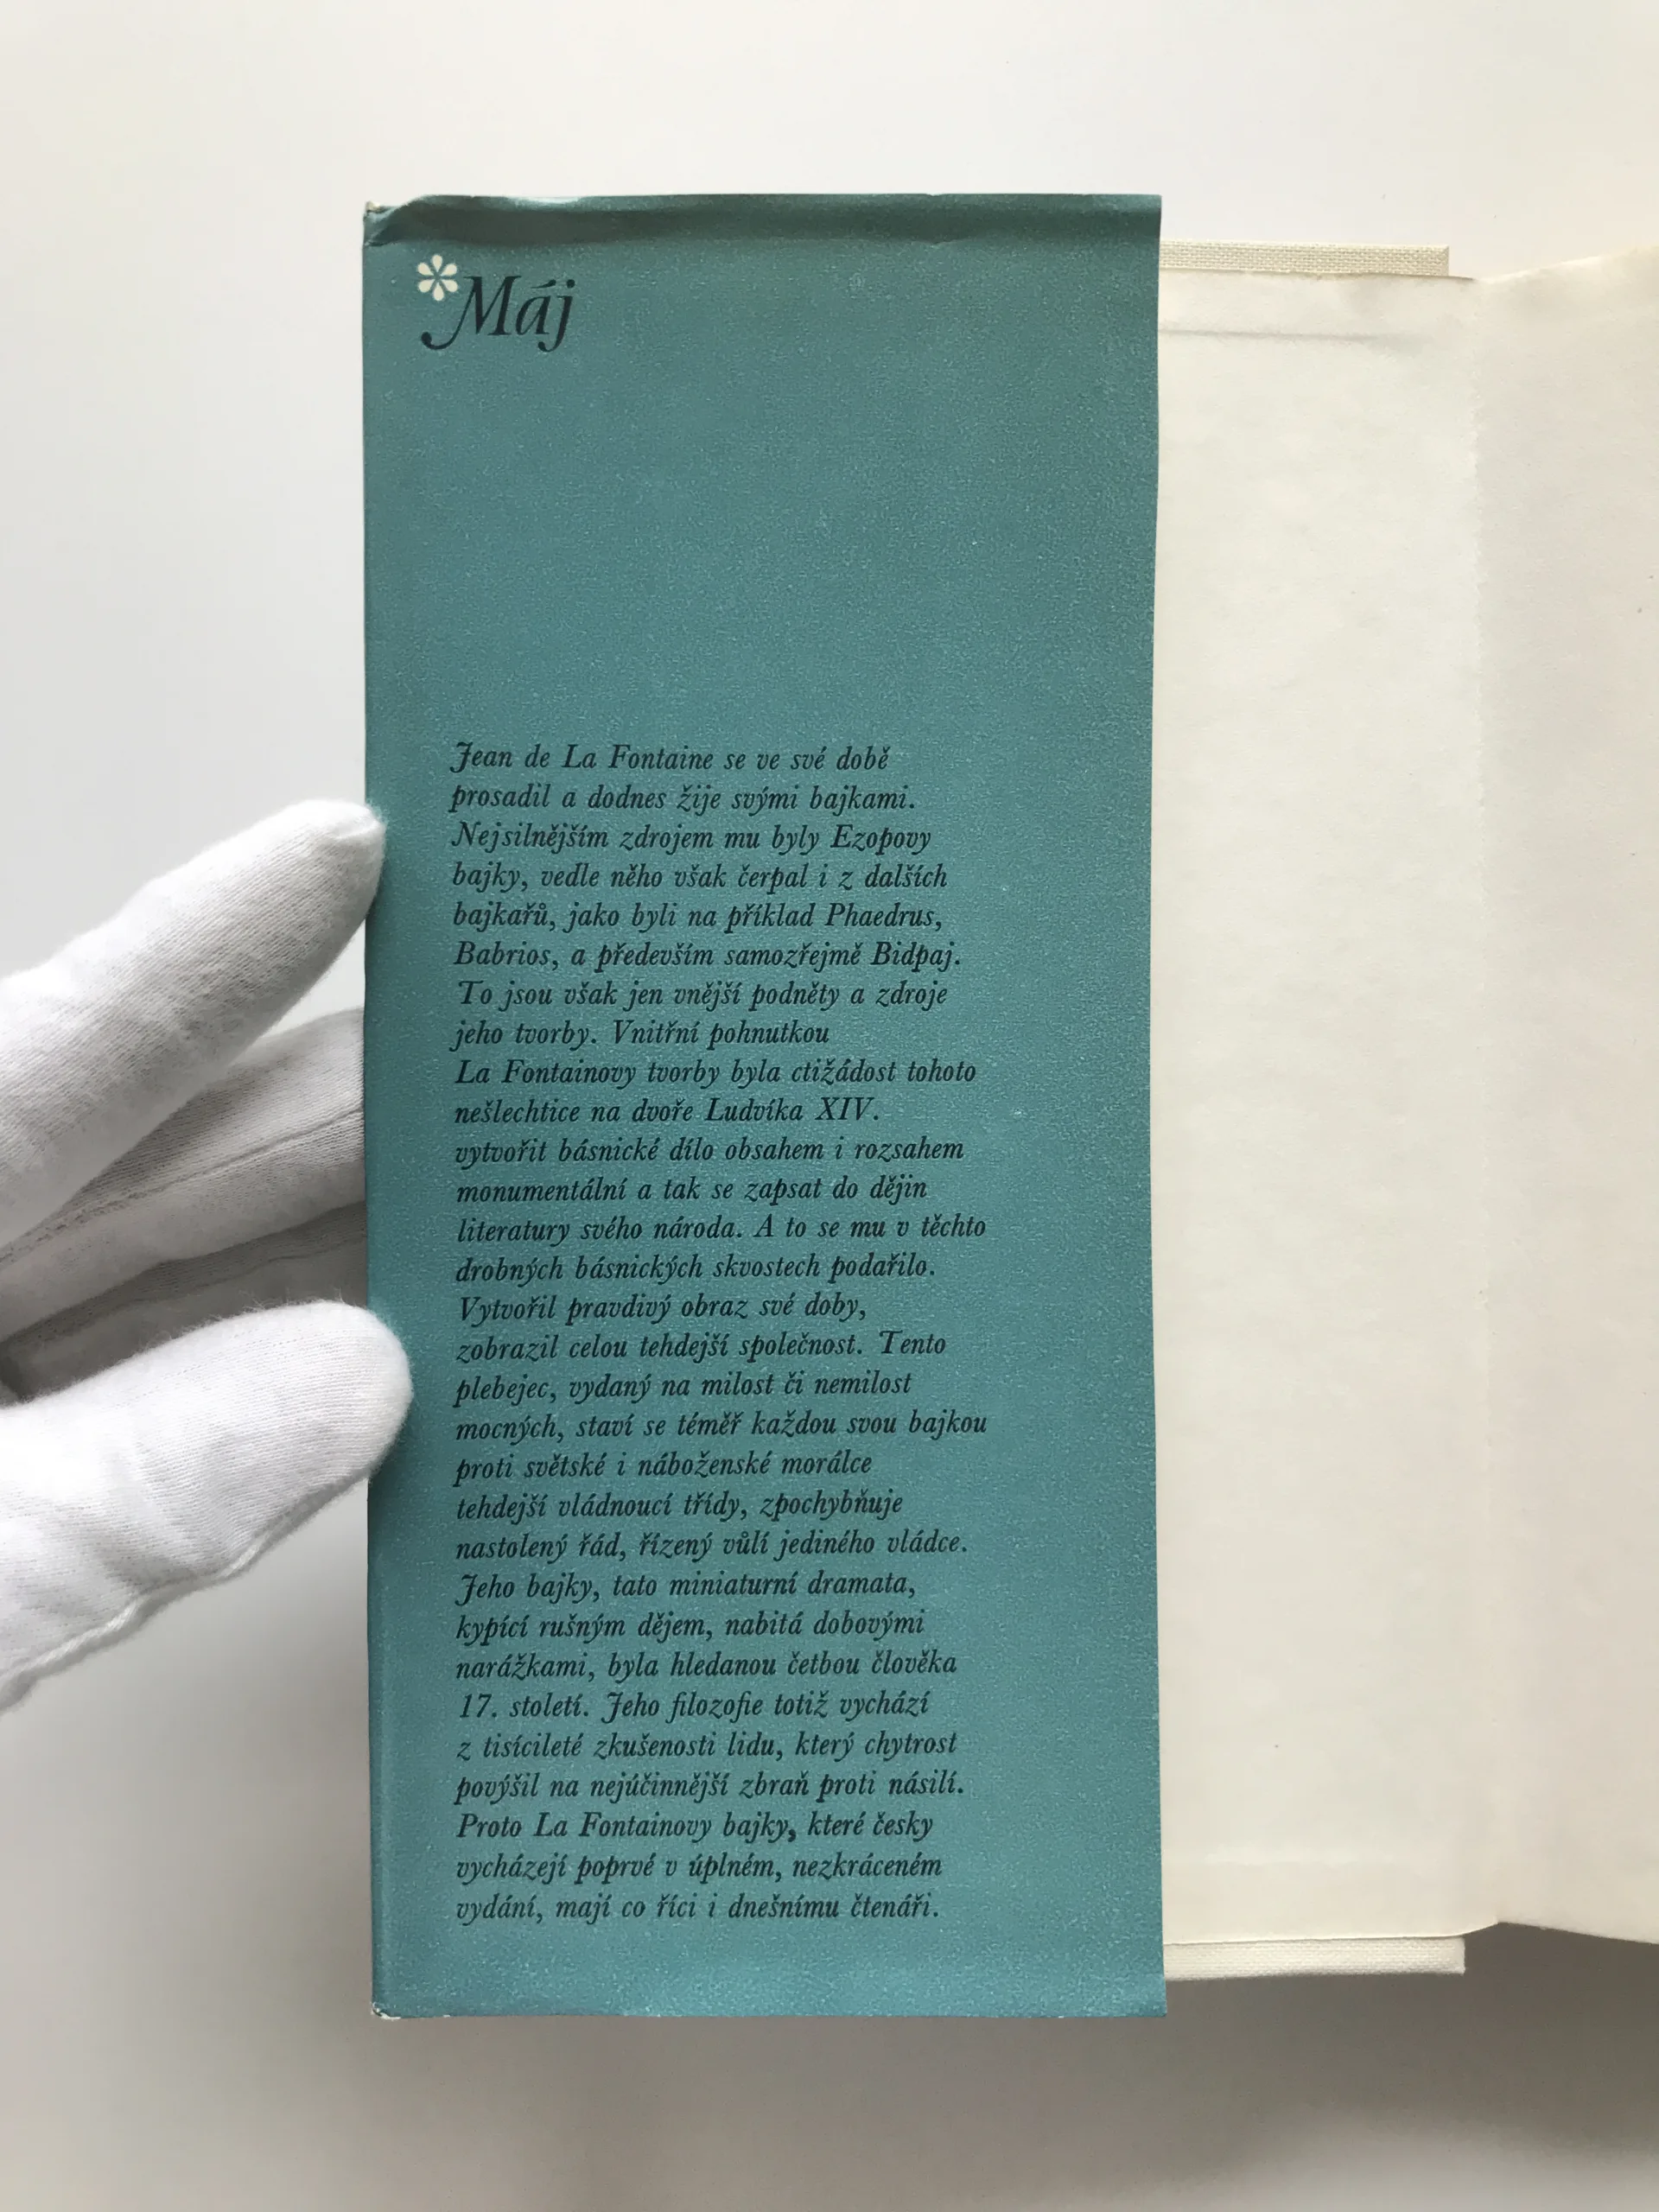 Máj
Jean de La Fontaine se ve své době
prosadil a dodnes žije svými bajkami.
Nejsilnějším zdrojem mu byly Ezopovy
bajky, vedle něho však čerpal i z dalších
bajkařů, jako byli na příklad Phaedrus,
Babrios, a především samozřejmě Bidpaj.
To jsou však jen vnější podněty a zdroje
jeho tvorby. Vnitřní pohnutkou
La Fontainovy tvorby byla ctižádost tohoto
nešlechtice na dvoře Ludvíka XIV.
vytvořit básnické dílo obsahem i rozsahem
monumentální a tak se zapsat do dějin
literatury svého národa. A to se mu v těchto
drobných básnických skvostech podařilo.
Vytvořil pravdivý obraz své doby,
zobrazil celou tehdejší společnost. Tento
plebejec, vydaný na milost či nemilost
mocných, staví se téměř každou svou bajkou
proti světské i náboženské morálce
tehdejší vládnoucí třídy, zpochybňuje
nastolený řád, řízený vůlí jediného vládce.
Jeho bajky, tato miniaturní dramata,
kypící rušným dějem, nabitá dobovými
narážkami, byla hledanou četbou člověka
17. století. Jeho filozofie totiž vychází
z tisícileté zkušenosti lidu, který chytrost
povýšil na nejúčinnější zbraň proti násilí.
Proto La Fontainovy bajky, které česky
vycházejí poprvé v úplném, nezkráceném
vydání, mají co říci i dnešnímu čtenáři.